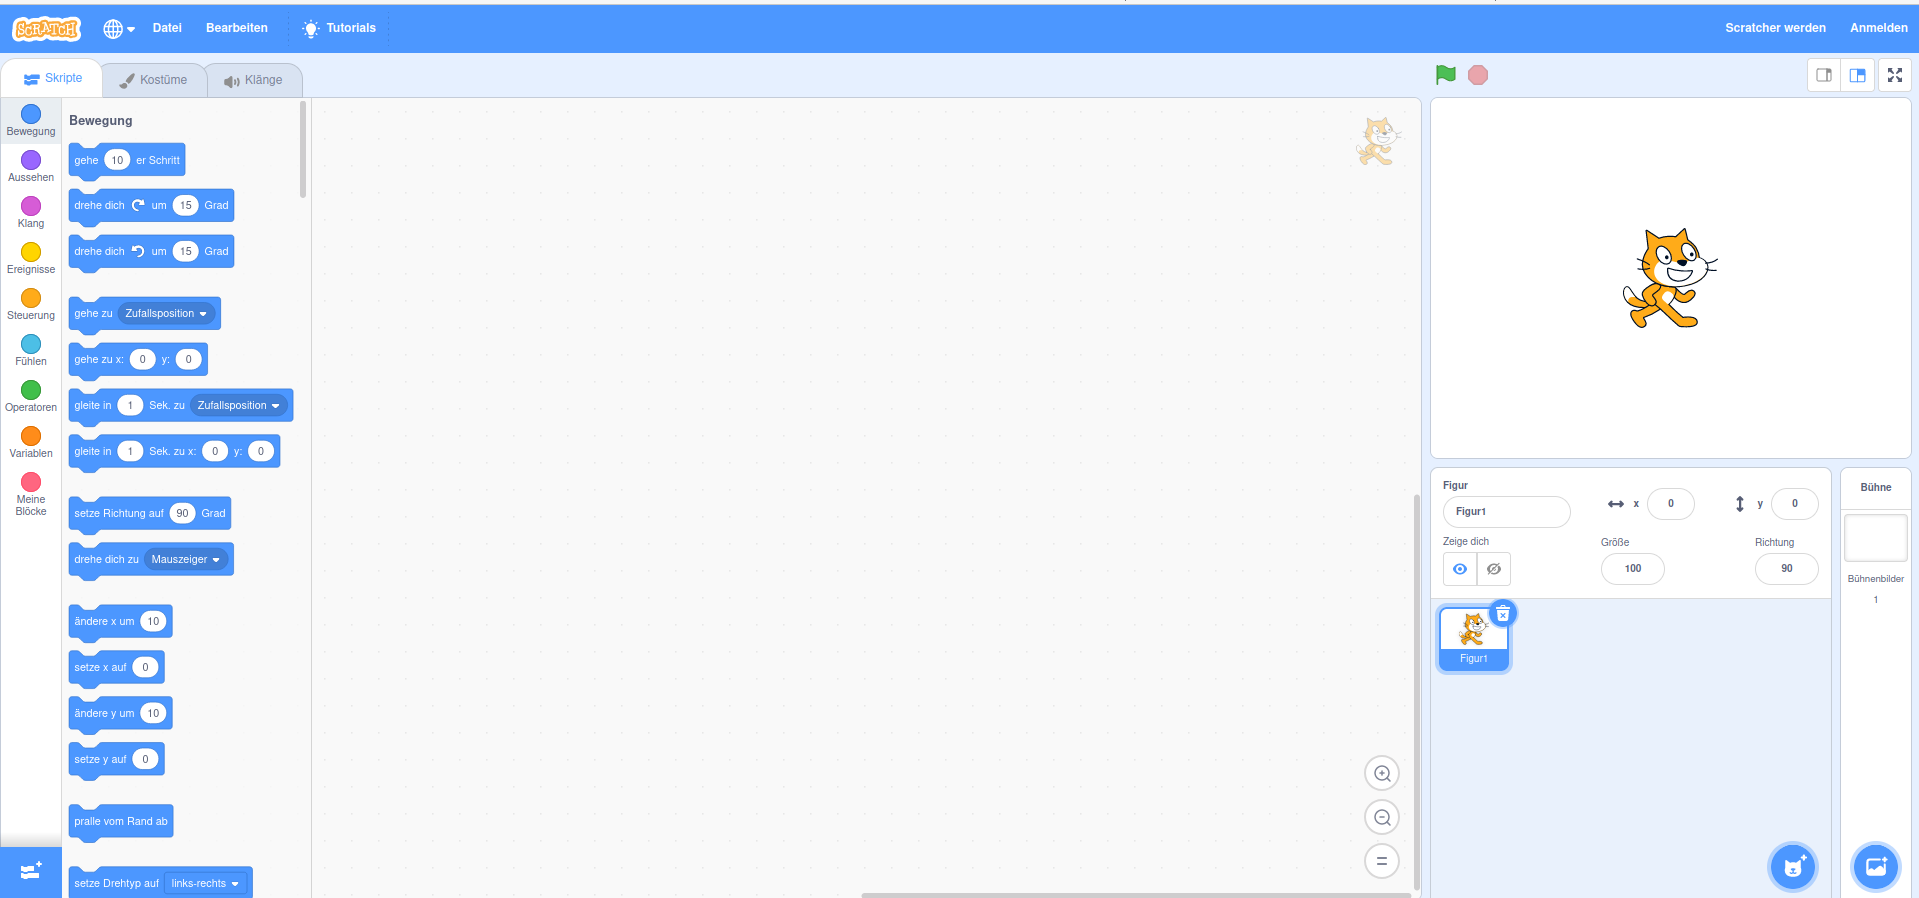 SCRATCH Datei Bearbeiten Tutorials Scratcher werden Anmelden
Skripte Kostüme Klänge
Bewegung
Aussehen
Klang
Ereignisse
Steuerung
Fühlen
Operatoren
Variablen
Meine
Blöcke
Bewegung
gehe 10 er Schritt
drehe dich um 15 Grad
drehe dich um 15 Grad
gehe zu Zufallsposition
gehe zu x: 0 y: 0
gleite in 1 Sek. zu Zufallsposition
gleite in 1 Sek. zu x: 0 y: 0
setze Richtung auf 90 Grad
drehe dich zu Mauszeiger
ändere x um 10
setze x auf 0
ändere y um 10
setze y auf 0
pralle vom Rand ab
setze Drehtyp auf links-rechts
Figur
Figur1 x 0 y 0
Zeige dich Größe Richtung
100 90
Figur1
Bühne
Bühnenbilder
1